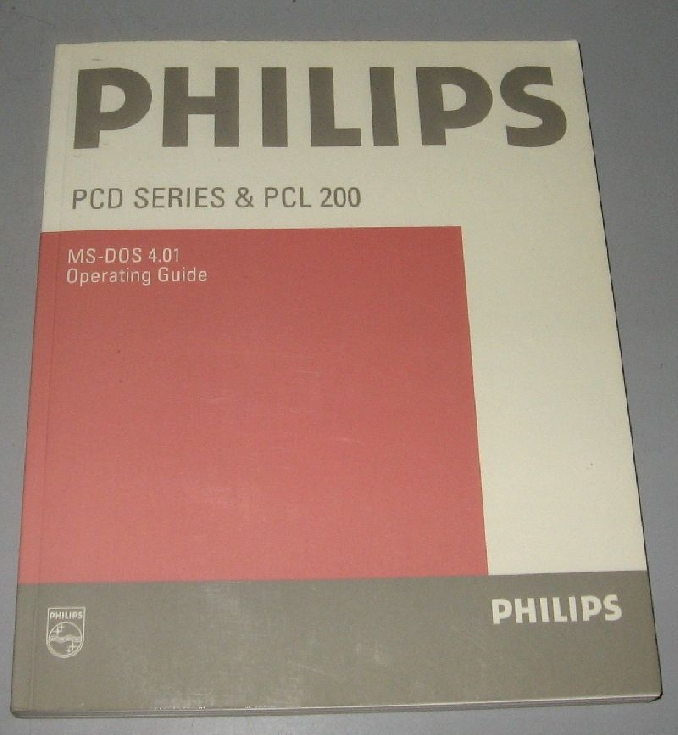 PHILIPS
PCD SERIES & PCL 200
MS-DOS 4.01
Operating Guide
PHILIPS
PHILIPS